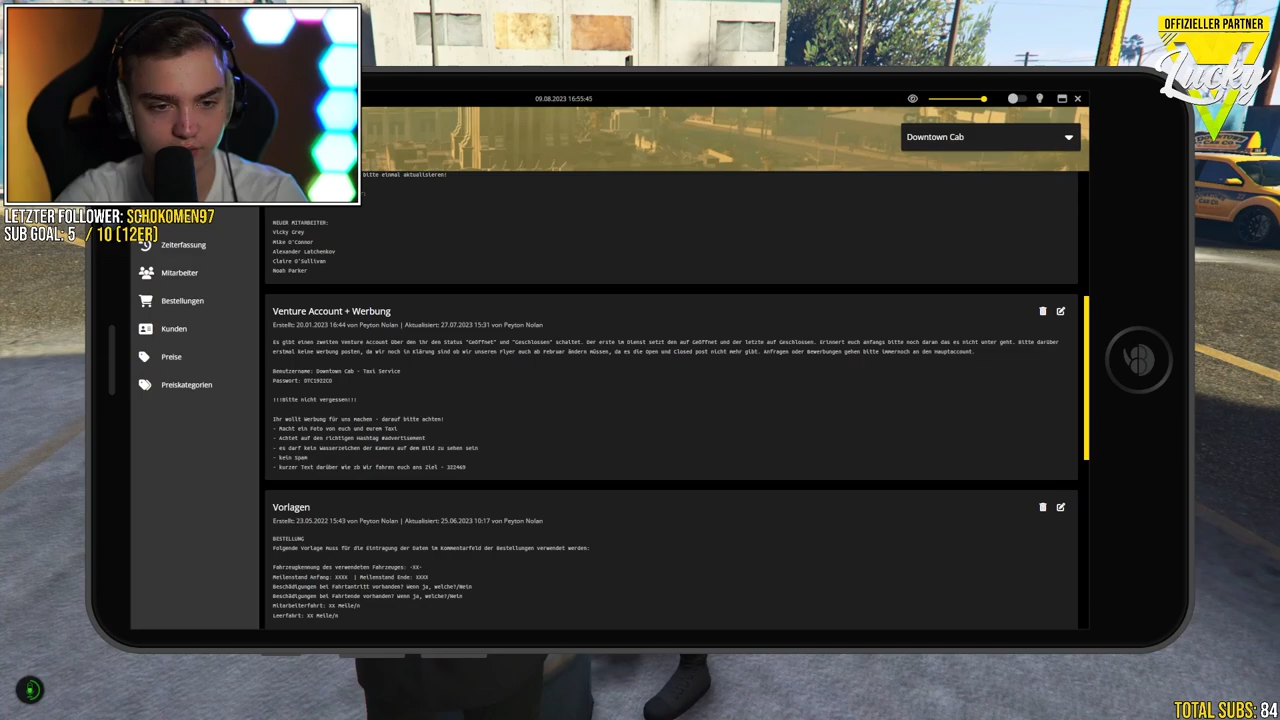 OFFIZIELLER PARTNER
Lucky
V
09.08.2023 16:55:45
Downtown Cab
bitte einmal aktualisieren!
LETZTER FOLLOWER: SCHOKOMEN97
SUB GOAL: 5 / 10 (12ER)
NEUER MITARBEITER:
Vicky Grey
Mike O'Connor
Alexander Latchenkov
Claire O'Sullivan
Noah Parker
Zeiterfassung
Mitarbeiter
Bestellungen
Kunden
Preise
Preiskategorien
Venture Account + Werbung
Erstellt: 20.01.2023 16:44 von Peyton Nolan | Aktualisiert: 27.07.2023 15:31 von Peyton Nolan
Es gibt einen zweiten Venture Account über den ihr den Status "Geöffnet" und "Geschlossen" schaltet. Der erste im Dienst setzt den auf Geöffnet und der letzte auf Geschlossen. Erinnert euch anfangs bitte noch daran das es nicht unter geht. Bitte darüber
erstmal keine Werbung posten, da wir noch in Klärung sind ob wir unseren Flyer auch ab Februar ändern müssen, da es die Open und Closed post nicht mehr gibt. Anfragen oder Bewerbungen gehen bitte immernoch an den Hauptaccount.
Benutzername: Downtown Cab - Taxi Service
Passwort: DTC1922CO
!!!Bitte nicht vergessen!!!
Ihr wollt Werbung für uns machen - darauf bitte achten!
- Macht ein Foto von euch und eurem Taxi
- Achtet auf den richtigen Hashtag #advertisement
- es darf kein Wasserzeichen der Kamera auf dem Bild zu sehen sein
- kein Spam
- kurzer Text darüber wie zb Wir fahren euch ans Ziel - 322469
Vorlagen
Erstellt: 23.05.2022 15:43 von Peyton Nolan | Aktualisiert: 25.06.2023 10:17 von Peyton Nolan
BESTELLUNG
Folgende Vorlage muss für die Eintragung der Daten im Kommentarfeld der Bestellungen verwendet werden:
Fahrzeugkennung des verwendeten Fahrzeuges: -XX-
Meilenstand Anfang: XXXX | Meilenstand Ende: XXXX
Beschädigungen bei Fahrtantritt vorhanden? Wenn ja, welche?/Nein
Beschädigungen bei Fahrtende vorhanden? Wenn ja, welche?/Nein
Mitarbeiterfahrt: XX Meile/n
Leerfahrt: XX Meile/n
TOTAL SUBS: 84